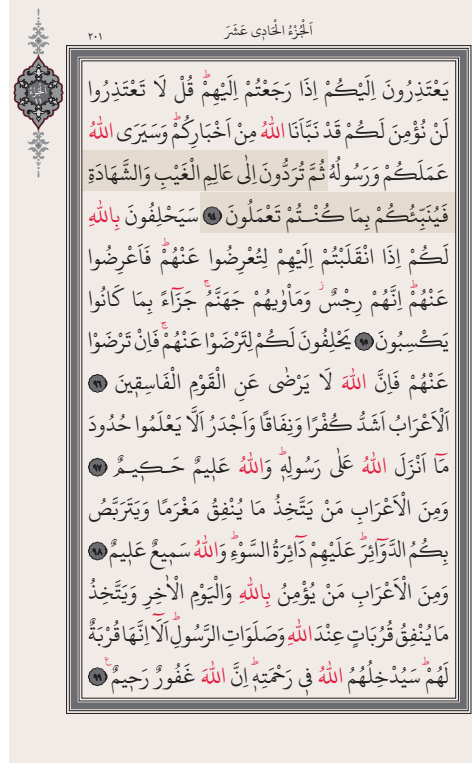 اَلْجُزْءُ الْحَادٖي عَشَرَ
٢٠١
اَلْجُزْءُ
١١
يَعْتَذِرُونَ اِلَيْكُمْ اِذَا رَجَعْتُمْ اِلَيْهِمْۜ قُلْ لَا تَعْتَذِرُوا
لَنْ نُؤْمِنَ لَكُمْ قَدْ نَبَّاَنَا اللّٰهُ مِنْ اَخْبَارِكُمْۜ وَسَيَرَى اللّٰهُ
عَمَلَكُمْ وَرَسُولُهُ ثُمَّ تُرَدُّونَ اِلٰى عَالِمِ الْغَيْبِ وَالشَّهَادَةِ
فَيُنَبِّئُكُمْ بِمَا كُنْتُمْ تَعْمَلُونَ ٩٤ سَيَحْلِفُونَ بِاللّٰهِ
لَكُمْ اِذَا انْقَلَبْتُمْ اِلَيْهِمْ لِتُعْرِضُوا عَنْهُمْۜ فَاَعْرِضُوا
عَنْهُمْۜ اِنَّهُمْ رِجْسٌۘ وَمَاْوٰيهُمْ جَهَنَّمُۚ جَزَٓاءً بِمَا كَانُوا
يَكْسِبُونَ ٩٥ يَحْلِفُونَ لَكُمْ لِتَرْضَوْا عَنْهُمْۚ فَاِنْ تَرْضَوْا
عَنْهُمْ فَاِنَّ اللّٰهَ لَا يَرْضٰى عَنِ الْقَوْمِ الْفَاسِقٖينَ ٩٦
اَلْاَعْرَابُ اَشَدُّ كُفْرًا وَنِفَاقًا وَاَجْدَرُ اَلَّا يَعْلَمُوا حُدُودَ
مَٓا اَنْزَلَ اللّٰهُ عَلٰى رَسُولِهٖۜ وَاللّٰهُ عَلٖيمٌ حَكٖيمٌ ٩٧
وَمِنَ الْاَعْرَابِ مَنْ يَتَّخِذُ مَا يُنْفِقُ مَغْرَمًا وَيَتَرَبَّصُ
بِكُمُ الدَّوَٓائِرَۜ عَلَيْهِمْ دَٓائِرَةُ السَّوْءِۜ وَاللّٰهُ سَمٖيعٌ عَلٖيمٌ ٩٨
وَمِنَ الْاَعْرَابِ مَنْ يُؤْمِنُ بِاللّٰهِ وَالْيَوْمِ الْاٰخِرِ وَيَتَّخِذُ
مَا يُنْفِقُ قُرُبَاتٍ عِنْدَ اللّٰهِ وَصَلَوَاتِ الرَّسُولِۜ اَلَٓا اِنَّهَا قُرْبَةٌ
لَهُمْۜ سَيُدْخِلُهُمُ اللّٰهُ فٖي رَحْمَتِهٖۜ اِنَّ اللّٰهَ غَفُورٌ رَحٖيمٌ ٩٩